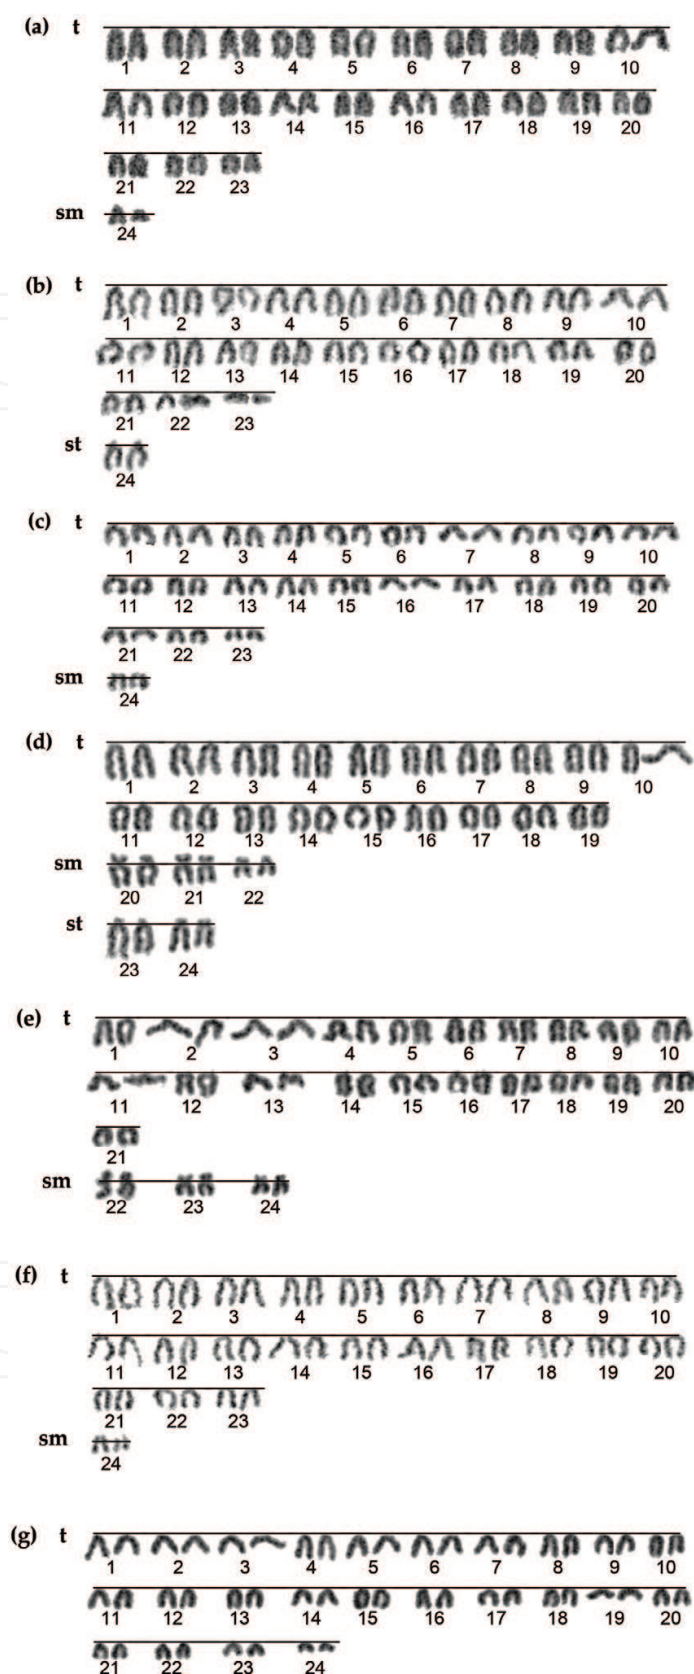 (a) t
1 2 3 4 5 6 7 8 9 10
11 12 13 14 15 16 17 18 19 20
21 22 23
sm
24
(b) t
1 2 3 4 5 6 7 8 9 10
11 12 13 14 15 16 17 18 19 20
21 22 23
st
24
(c) t
1 2 3 4 5 6 7 8 9 10
11 12 13 14 15 16 17 18 19 20
21 22 23
sm
24
(d) t
1 2 3 4 5 6 7 8 9 10
11 12 13 14 15 16 17 18 19
sm
20 21 22
st
23 24
(e) t
1 2 3 4 5 6 7 8 9 10
11 12 13 14 15 16 17 18 19 20
21
sm
22 23 24
(f) t
1 2 3 4 5 6 7 8 9 10
11 12 13 14 15 16 17 18 19 20
21 22 23
sm
24
(g) t
1 2 3 4 5 6 7 8 9 10
11 12 13 14 15 16 17 18 19 20
21 22 23 24